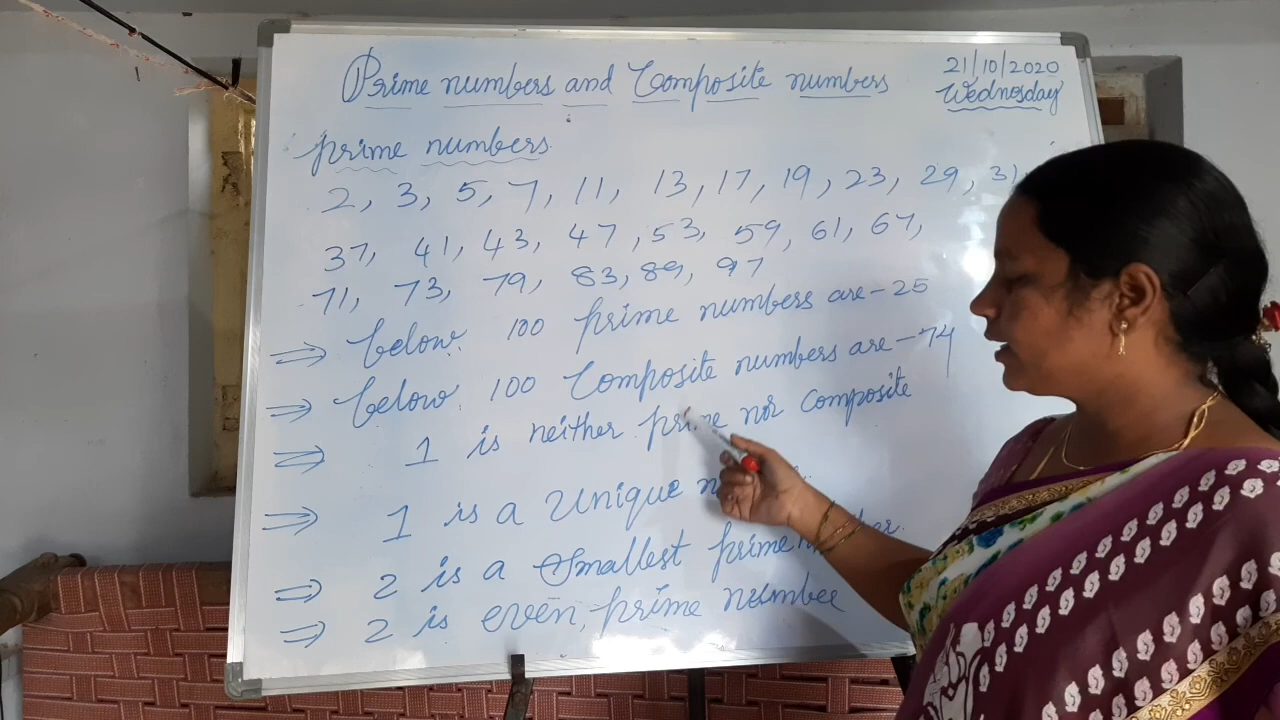 Prime numbers and Composite numbers
21/10/2020
Wednesday
prime numbers
2, 3, 5, 7, 11, 13, 17, 19, 23, 29, 31
37, 41, 43, 47, 53, 59, 61, 67,
71, 73, 79, 83, 89, 97
⇒ below 100 prime numbers are - 25
⇒ below 100 Composite numbers are - 74
⇒ 1 is neither prime nor composite
⇒ 1 is a Unique
⇒ 2 is a Smallest prime
⇒ 2 is even, prime number